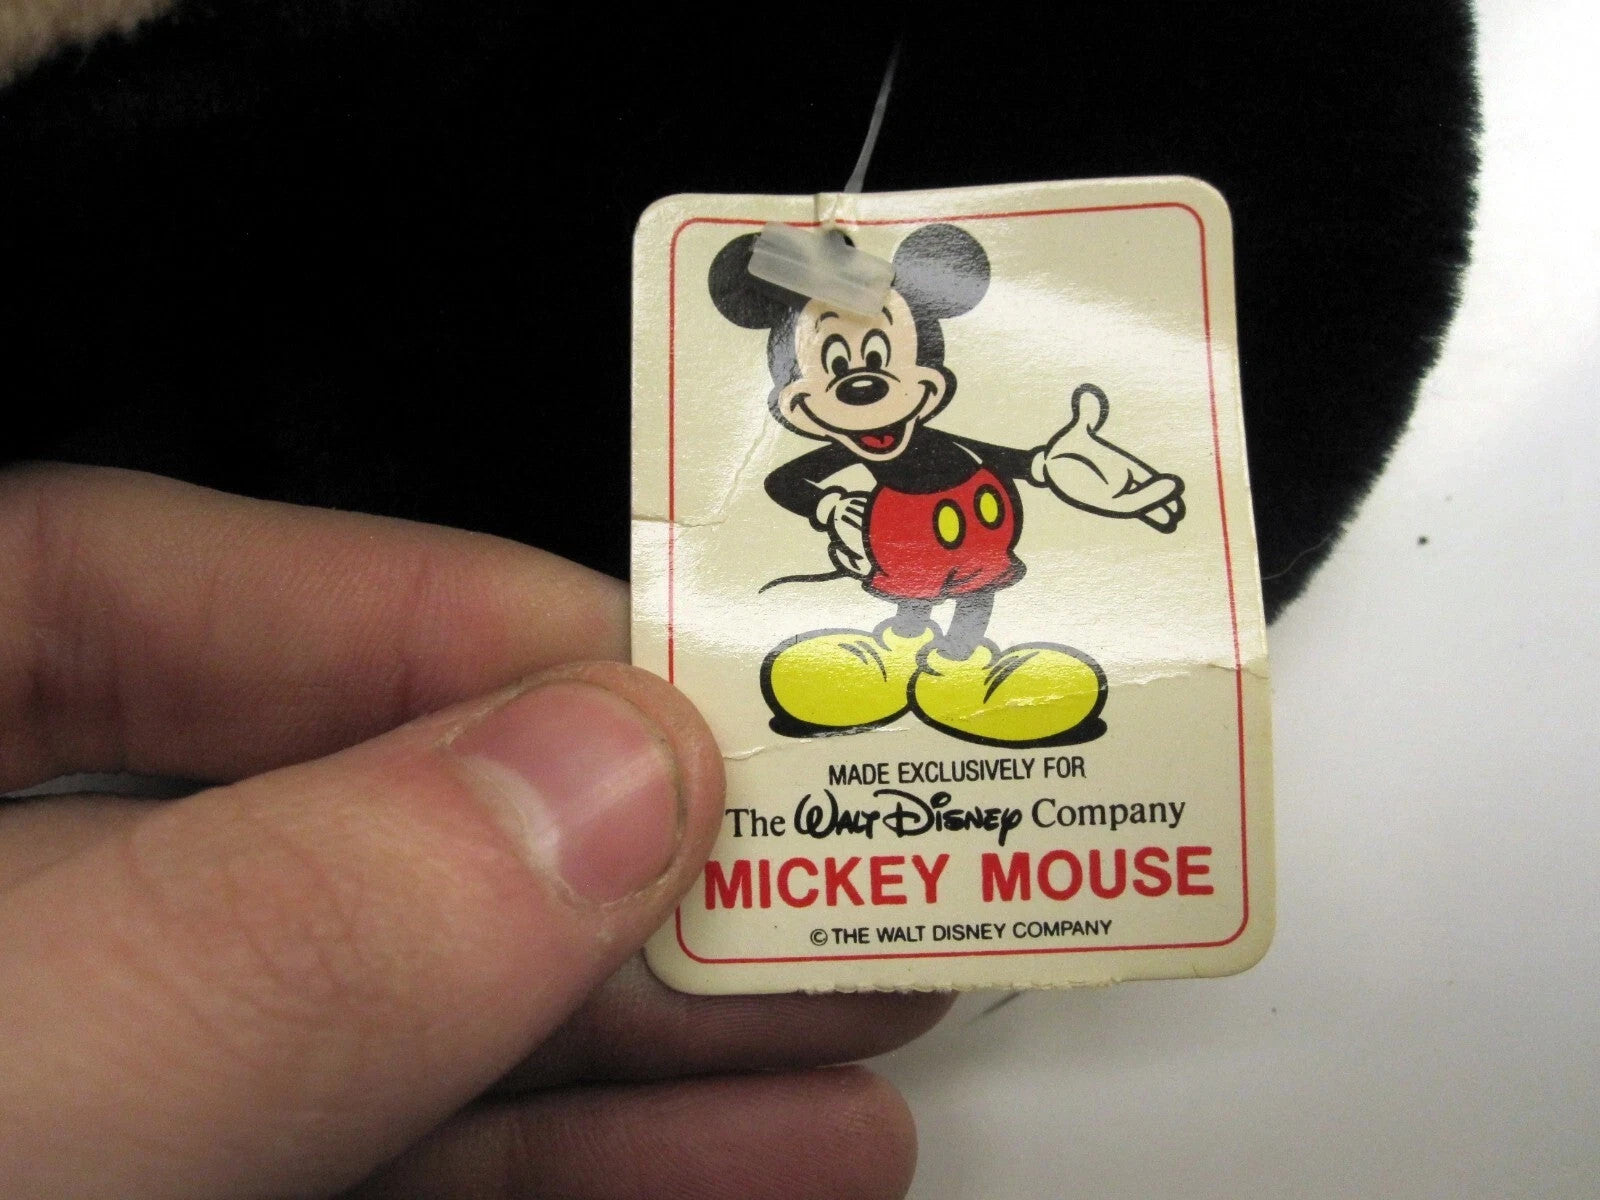 MADE EXCLUSIVELY FOR
The Walt Disney Company
MICKEY MOUSE
© THE WALT DISNEY COMPANY